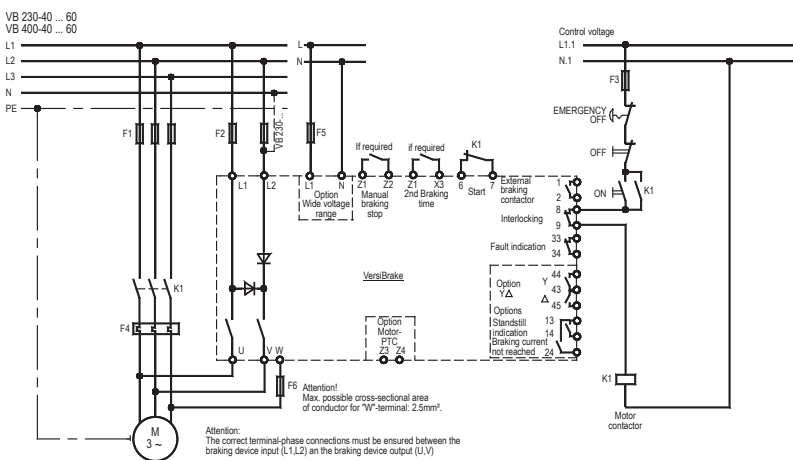 VB 230-40 ... 60
VB 400-40 ... 60
L1
L2
L3
N
PE
L
N
Control voltage
L1.1
N.1
F1
F2
VB 230-...
F5
F3
EMERGENCY
OFF
OFF
ON
K1
If required
if required
K1
L1
L2
L1
N
Z1
Z2
Z1
X3
6
7
Option
Wide voltage
range
Manual
braking
stop
2nd Braking
time
Start
External
braking
contactor
1
2
Interlocking
8
9
Fault indication
33
34
VersiBrake
Option
Y△
Y
△
44
43
45
Options
Standstill
indication
Braking current
not reached
13
14
24
Option
Motor-
PTC
Z3
Z4
K1
F4
U
V
W
F6
Attention!
Max. possible cross-sectional area
of conductor for "W"-terminal: 2.5mm².
K1
Motor
contactor
M
3 ~
Attention:
The correct terminal-phase connections must be ensured between the
braking device input (L1,L2) an the braking device output (U,V)